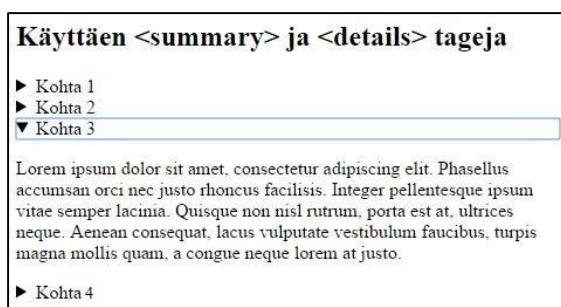 Käyttäen <summary> ja <details> tageja
Kohta 1
Kohta 2
Kohta 3
Lorem ipsum dolor sit amet, consectetur adipiscing elit. Phasellus
accumsan orci nec justo rhoncus facilisis. Integer pellentesque ipsum
vitae semper lacinia. Quisque non nisl rutrum, porta est at, ultrices
neque. Aenean consequat, lacus vulputate vestibulum faucibus, turpis
magna mollis quam, a congue neque lorem at justo.
Kohta 4